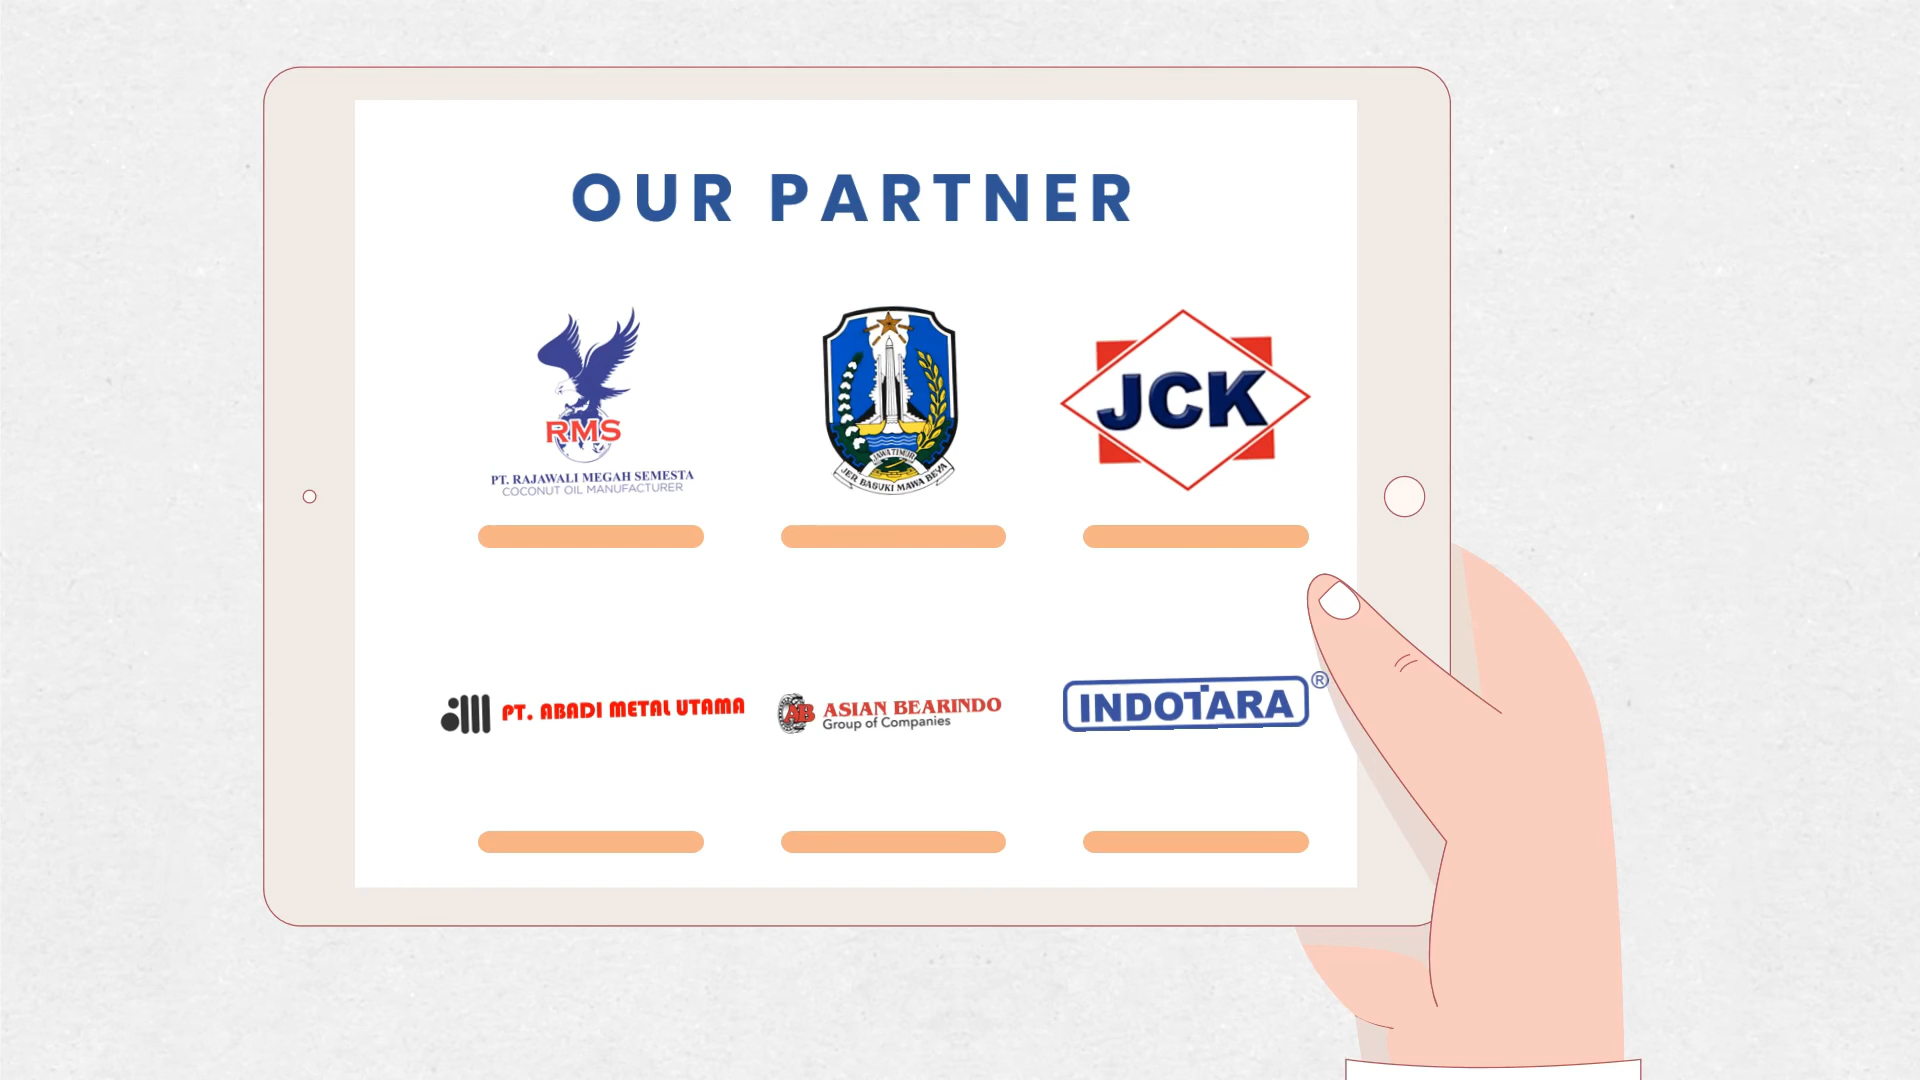 OUR PARTNER
RMS
PT. RAJAWALI MEGAH SEMESTA
COCONUT OIL MANUFACTURER
JAWA TIMUR
JER BASUKI MAWA BEYA
JCK
PT. ABADI METAL UTAMA
AB ASIAN BEARINDO
Group of Companies
INDOTARA®